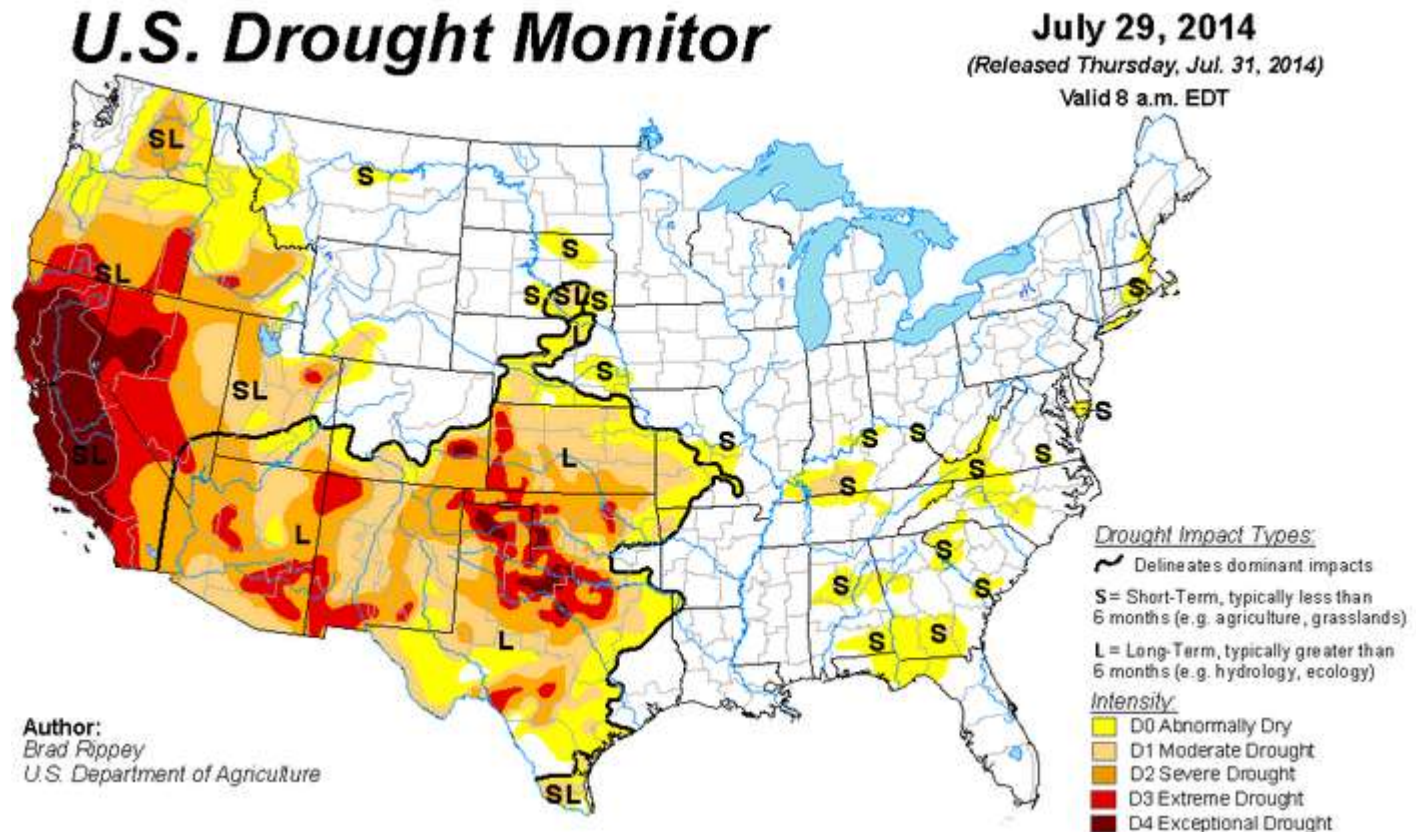 U.S. Drought Monitor
July 29, 2014
(Released Thursday, Jul. 31, 2014)
Valid 8 a.m. EDT
SL
S
S
SL
S
S
SL
L
S
S
SL
S
S
S
S
S
SL
L
S
S
L
S
S
S
L
S
S
SL
Drought Impact Types:
Delineates dominant impacts
S = Short-Term, typically less than
6 months (e.g. agriculture, grasslands)
L = Long-Term, typically greater than
6 months (e.g. hydrology, ecology)
Intensity:
D0 Abnormally Dry
D1 Moderate Drought
D2 Severe Drought
D3 Extreme Drought
D4 Exceptional Drought
Author:
Brad Rippey
U.S. Department of Agriculture